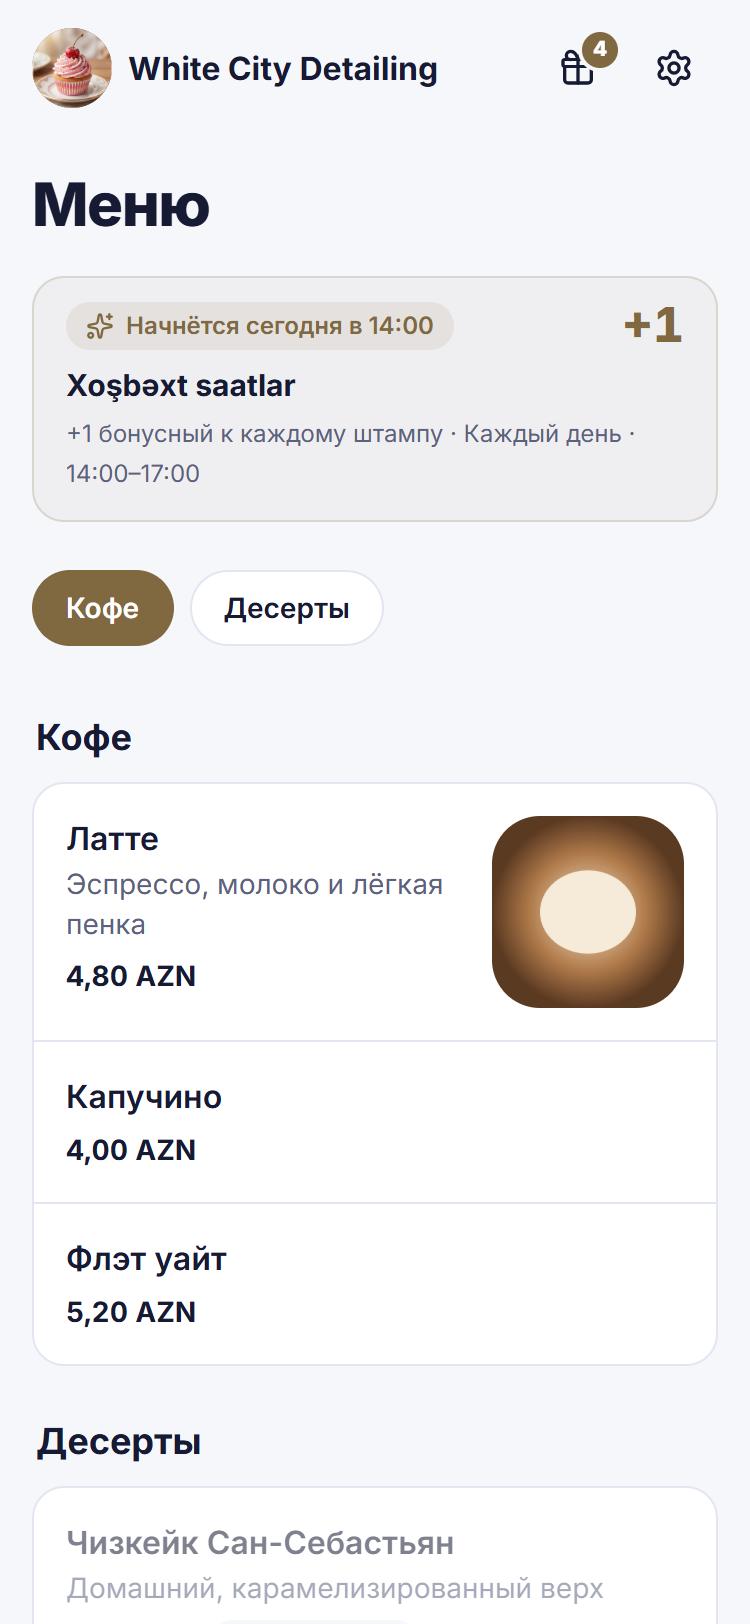 White City Detailing
4
Меню
Начнётся сегодня в 14:00
+1
Xoşbəxt saatlar
+1 бонусный к каждому штампу · Каждый день ·
14:00–17:00
Кофе
Десерты
Кофе
Латте
Эспрессо, молоко и лёгкая
пенка
4,80 AZN
Капучино
4,00 AZN
Флэт уайт
5,20 AZN
Десерты
Чизкейк Сан-Себастьян
Домашний, карамелизированный верх